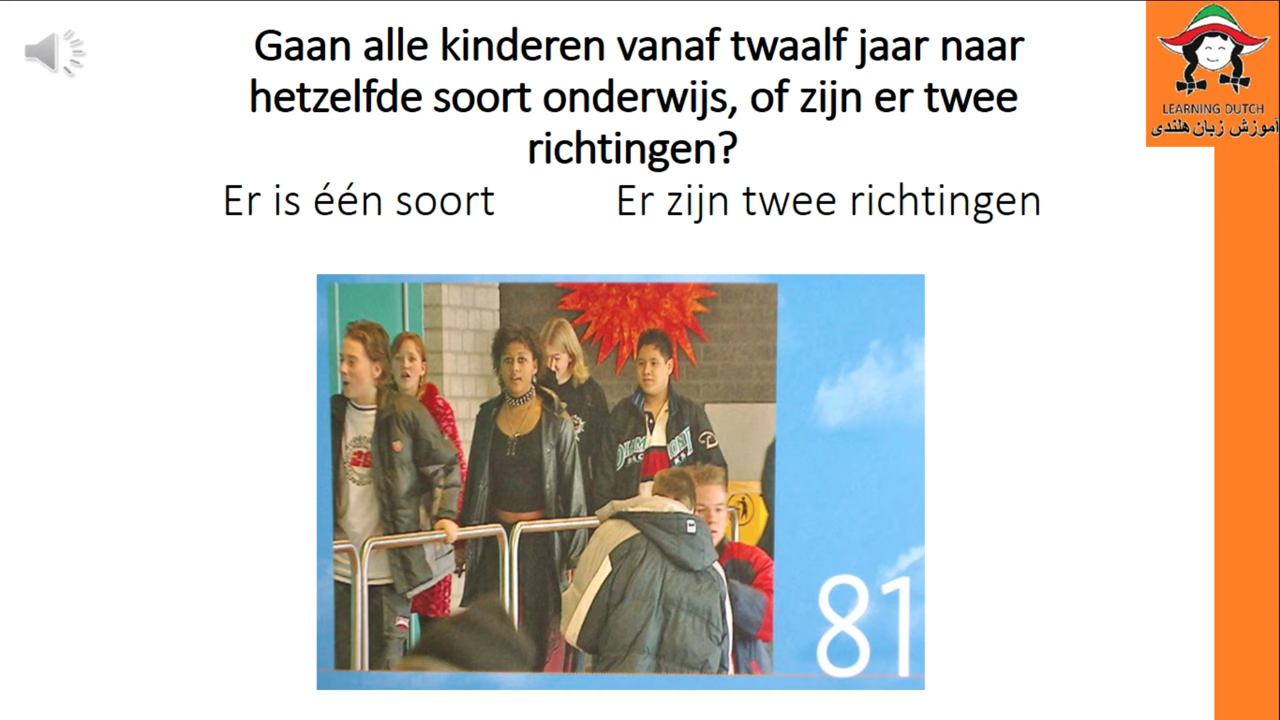 Gaan alle kinderen vanaf twaalf jaar naar
hetzelfde soort onderwijs, of zijn er twee
richtingen?
Er is één soort Er zijn twee richtingen
LEARNING DUTCH
آموزش زبان هلندی
81